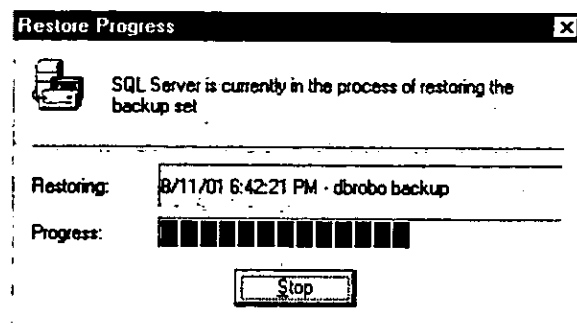 Restore Progress
SQL Server is currently in the process of restoring the
backup set
Restoring: 8/11/01 6:42:21 PM - dbrobo backup
Progress:
Stop